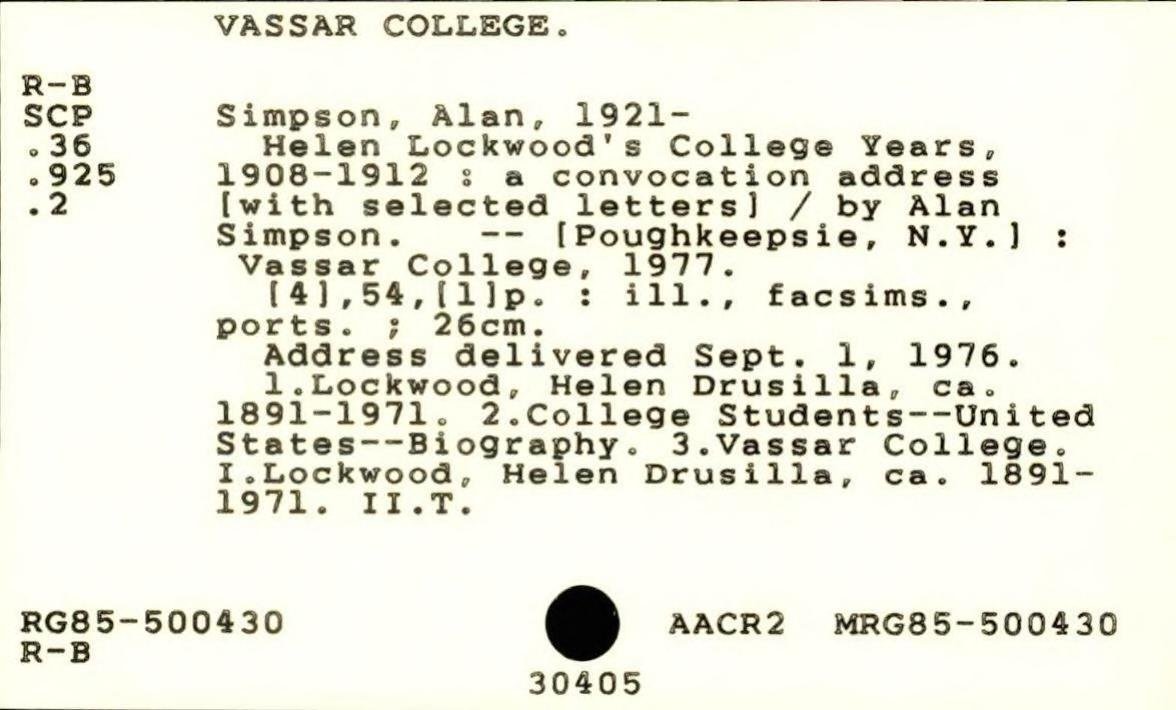 VASSAR COLLEGE.
R-B
SCP Simpson, Alan, 1921-
.36 Helen Lockwood's College Years,
.925 1908-1912 : a convocation address
.2 [with selected letters] / by Alan
Simpson. -- [Poughkeepsie, N.Y.] :
Vassar College, 1977.
[4],54,[1]p. : ill., facsims.,
ports. ; 26cm.
Address delivered Sept. 1, 1976.
1.Lockwood, Helen Drusilla, ca.
1891-1971. 2.College Students--United
States--Biography. 3.Vassar College.
I.Lockwood, Helen Drusilla, ca. 1891-
1971. II.T.
RG85-500430 AACR2 MRG85-500430
R-B
30405